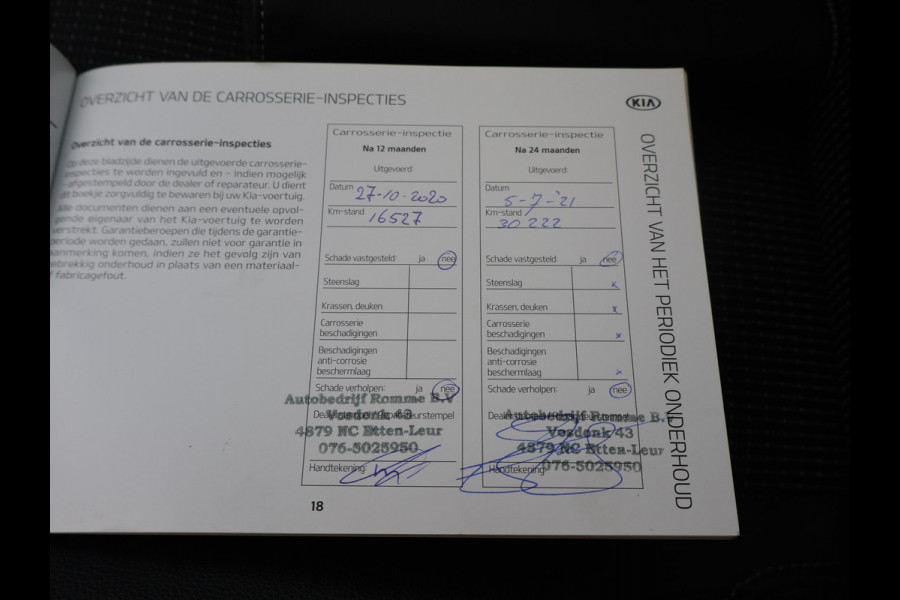 OVERZICHT VAN DE CARROSSERIE-INSPECTIES
KIA
Overzicht van de carrosserie-inspecties
Op deze bladzijde dienen de uitgevoerde carrosserie-
inspecties te worden ingevuld en - indien mogelijk
- afgestempeld door de dealer of reparateur. U dient
dit boekje zorgvuldig te bewaren bij uw Kia-voertuig.
Alle documenten dienen aan een eventuele opvol-
gende eigenaar van het Kia-voertuig te worden
verstrekt. Garantieberoepen die tijdens de garantie-
periode worden gedaan, zullen niet voor garantie in
aanmerking komen, indien ze het gevolg zijn van
gebrekkig onderhoud in plaats van een materiaal-
of fabricagefout.
Carrosserie-inspectie
Na 12 maanden
Uitgevoerd:
Datum 27-10-2020
Km-stand 16527
Schade vastgesteld ja nee
Steenslag
Krassen, deuken
Carrosserie
beschadigingen
Beschadigingen
anti-corrosie
beschermlaag
Schade verholpen: ja nee
Autobedrijf Romme B.V
Vosdonk 43
4879 NC Etten-Leur
076-5025950
Handtekening
Carrosserie-inspectie
Na 24 maanden
Uitgevoerd:
Datum
5-7-'21
Km-stand
30 222
Schade vastgesteld ja nee
Steenslag x
Krassen, deuken x
Carrosserie
beschadigingen x
Beschadigingen
anti-corrosie
beschermlaag x
Schade verholpen: ja nee
Autobedrijf Romme B.V
Vosdonk 43
4879 NC Etten-Leur
076-5025950
Handtekening
OVERZICHT VAN HET PERIODIEK ONDERHOUD
18